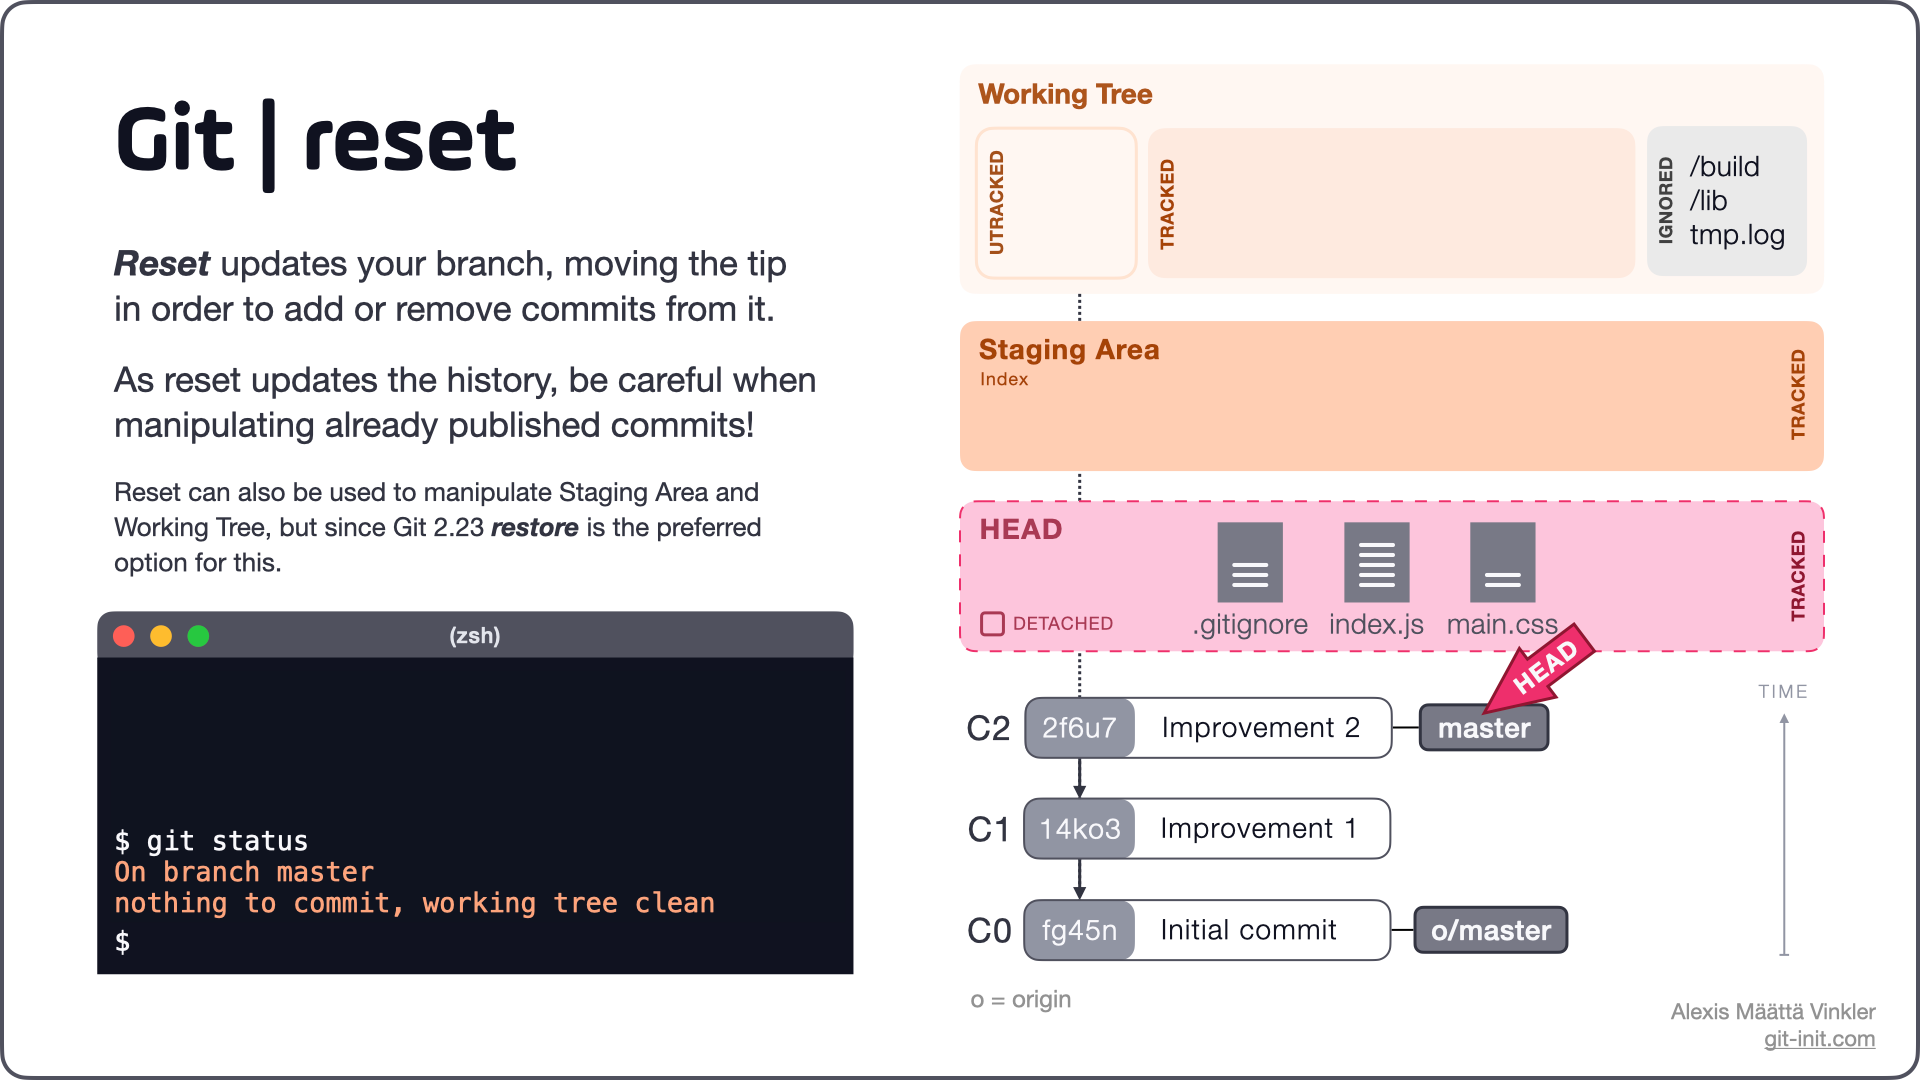 Git | reset
Reset updates your branch, moving the tip
in order to add or remove commits from it.
As reset updates the history, be careful when
manipulating already published commits!
Reset can also be used to manipulate Staging Area and
Working Tree, but since Git 2.23 restore is the preferred
option for this.
(zsh)
$ git status
On branch master
nothing to commit, working tree clean
$
Working Tree
UTRACKED
TRACKED
IGNORED
/build
/lib
tmp.log
Staging Area
Index
TRACKED
HEAD
DETACHED
.gitignore
index.js
main.css
TRACKED
HEAD
C2 2f6u7 Improvement 2 master
C1 14ko3 Improvement 1
C0 fg45n Initial commit o/master
TIME
o = origin
Alexis Määttä Vinkler
git-init.com